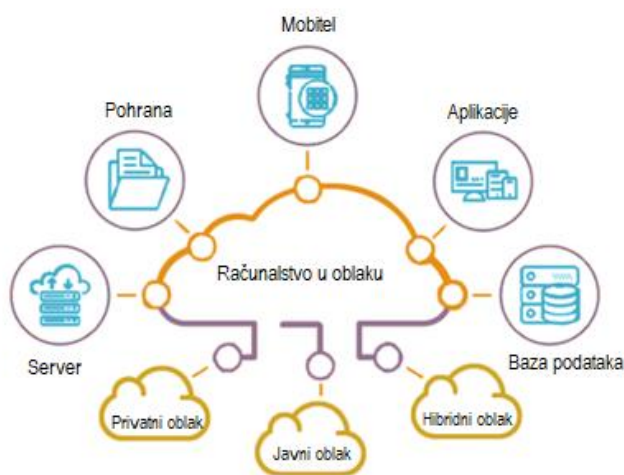 Mobitel
Pohrana
Aplikacije
Računalstvo u oblaku
Server
Baza podataka
Privatni oblak
Hibridni oblak
Javni oblak